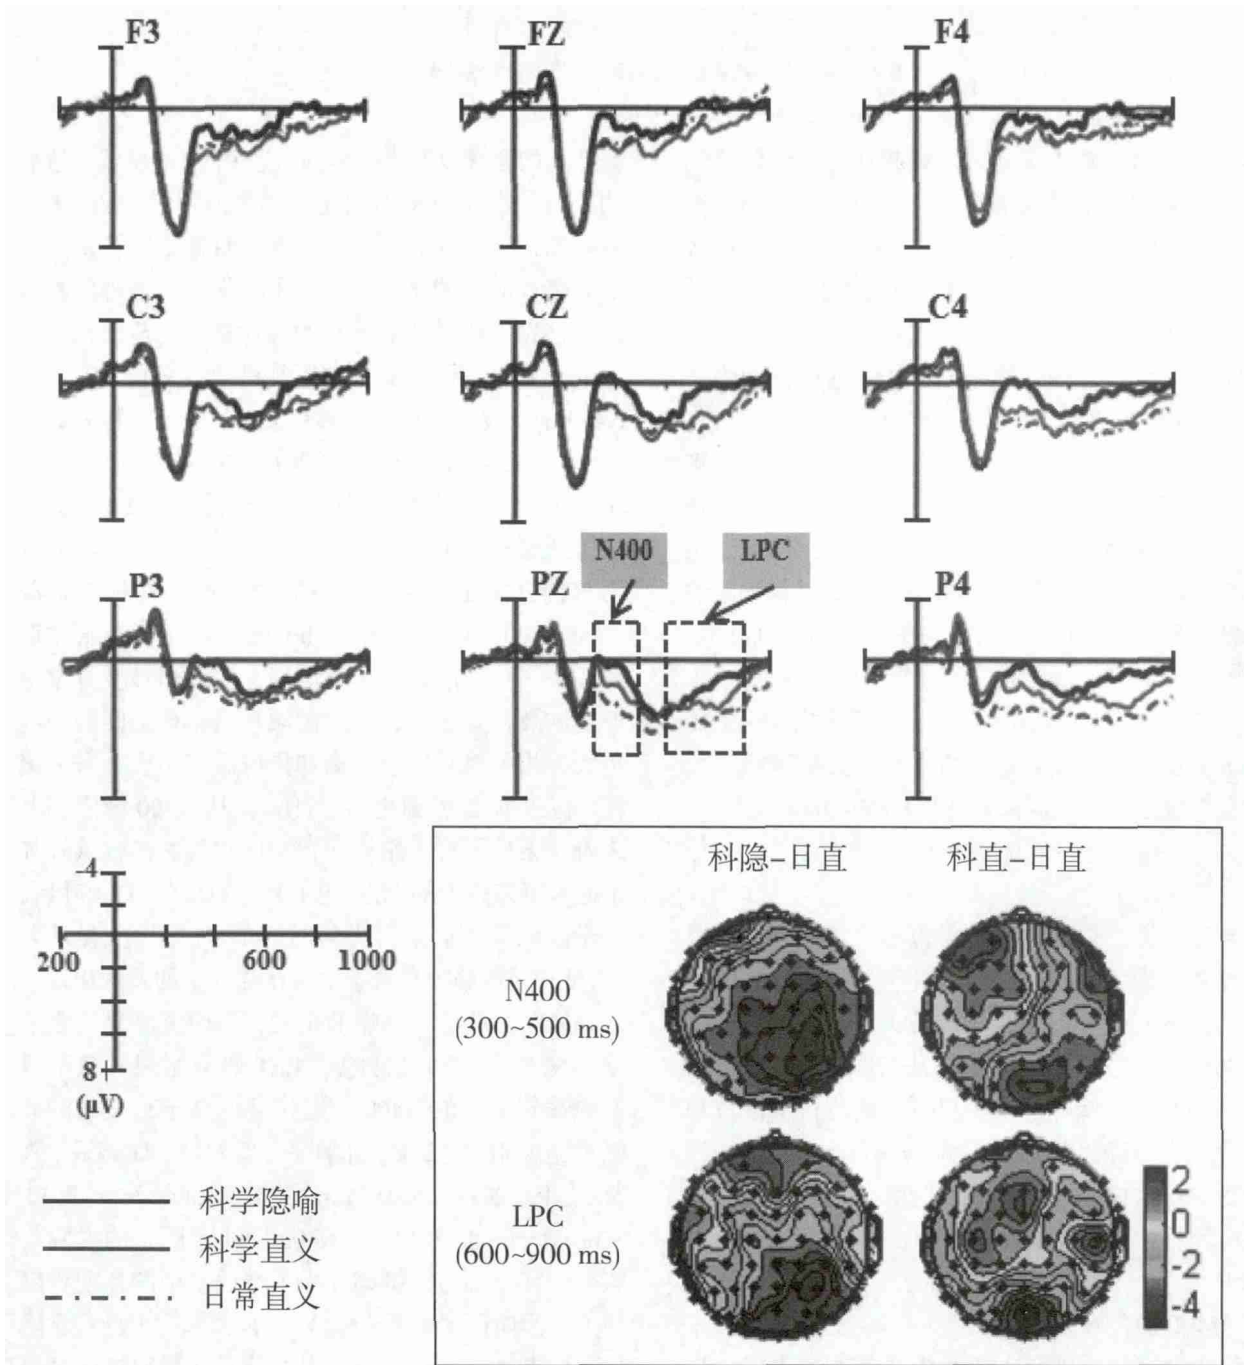 F3 FZ F4
C3 CZ C4
N400 LPC
P3 PZ P4
科隐-日直 科直-日直
-4
200 600 1000
8
(μV)
N400
(300~500 ms)
LPC
(600~900 ms)
2
0
-2
-4
科学隐喻
科学直义
日常直义